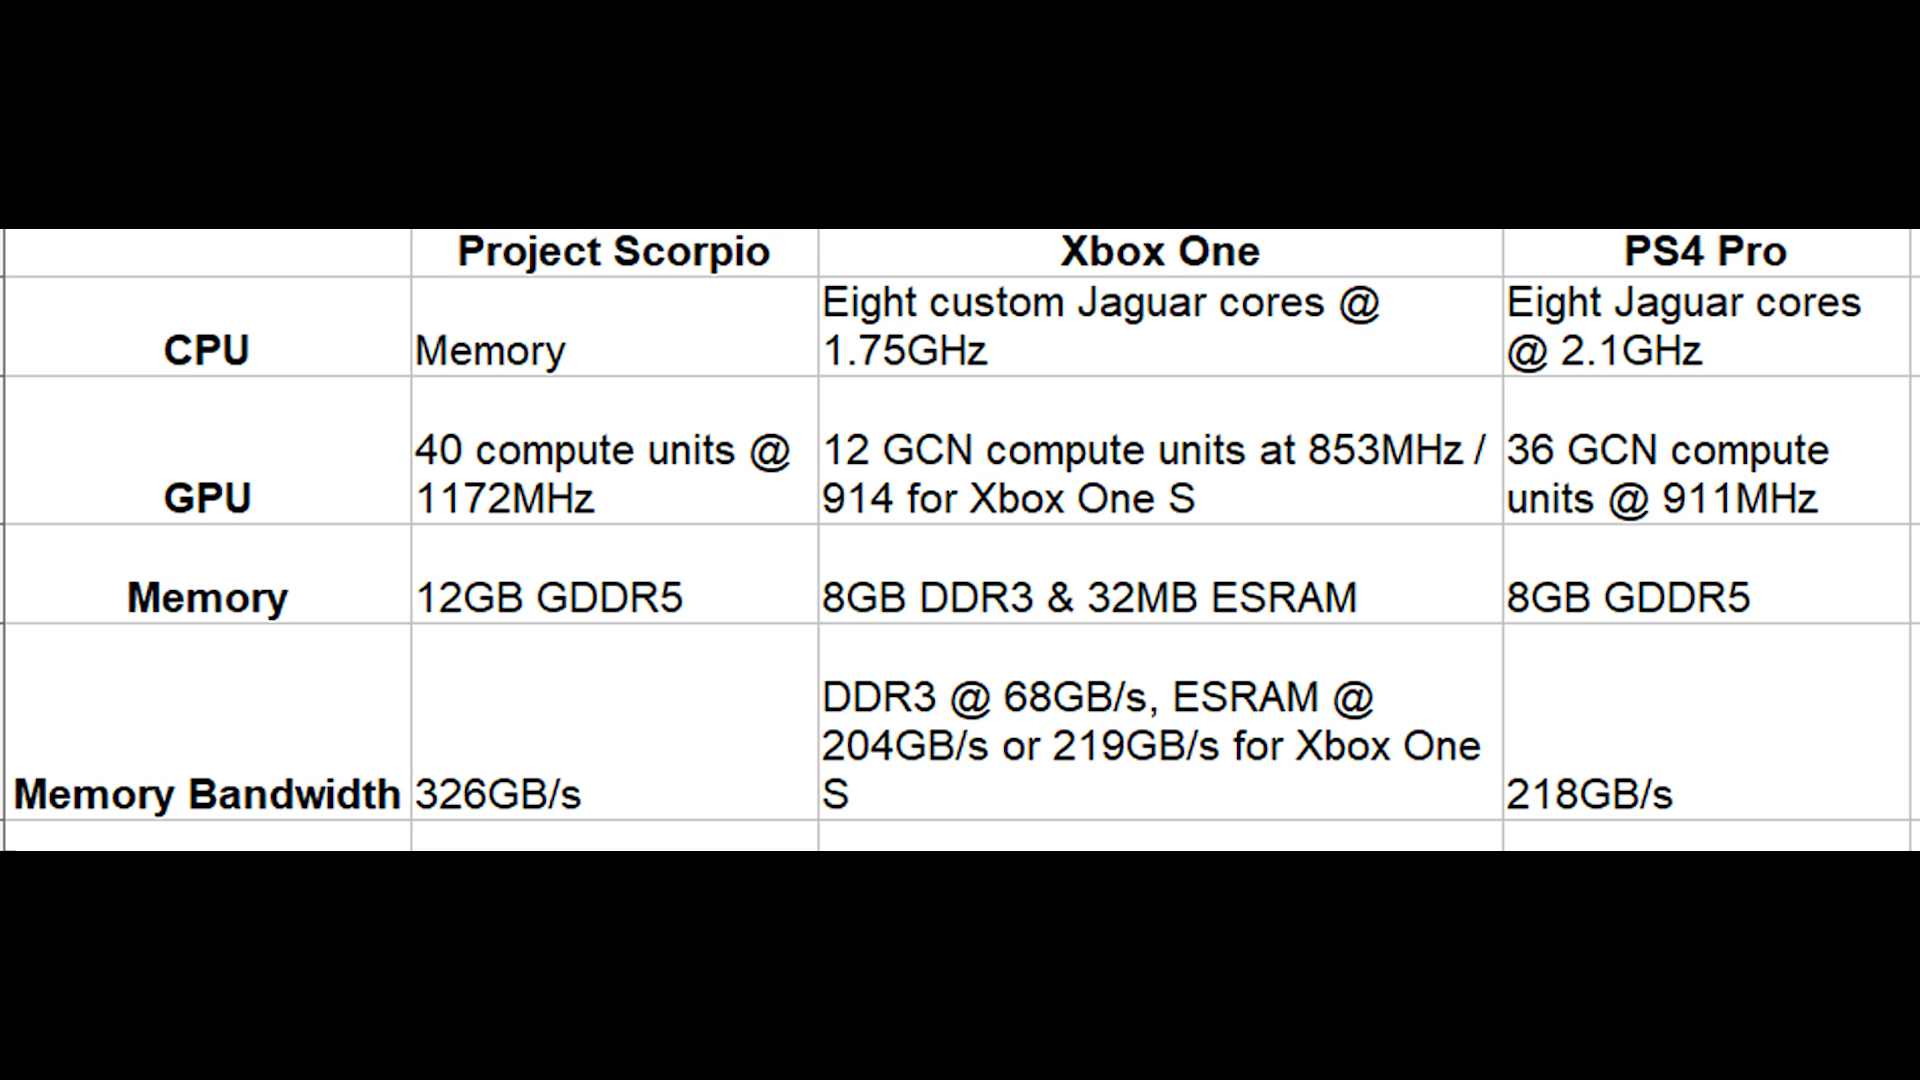 Project Scorpio Xbox One PS4 Pro
CPU Memory Eight custom Jaguar cores @
1.75GHz Eight Jaguar cores
@ 2.1GHz
GPU 40 compute units @
1172MHz 12 GCN compute units at 853MHz /
914 for Xbox One S 36 GCN compute
units @ 911MHz
Memory 12GB GDDR5 8GB DDR3 & 32MB ESRAM 8GB GDDR5
Memory Bandwidth 326GB/s DDR3 @ 68GB/s, ESRAM @
204GB/s or 219GB/s for Xbox One
S 218GB/s